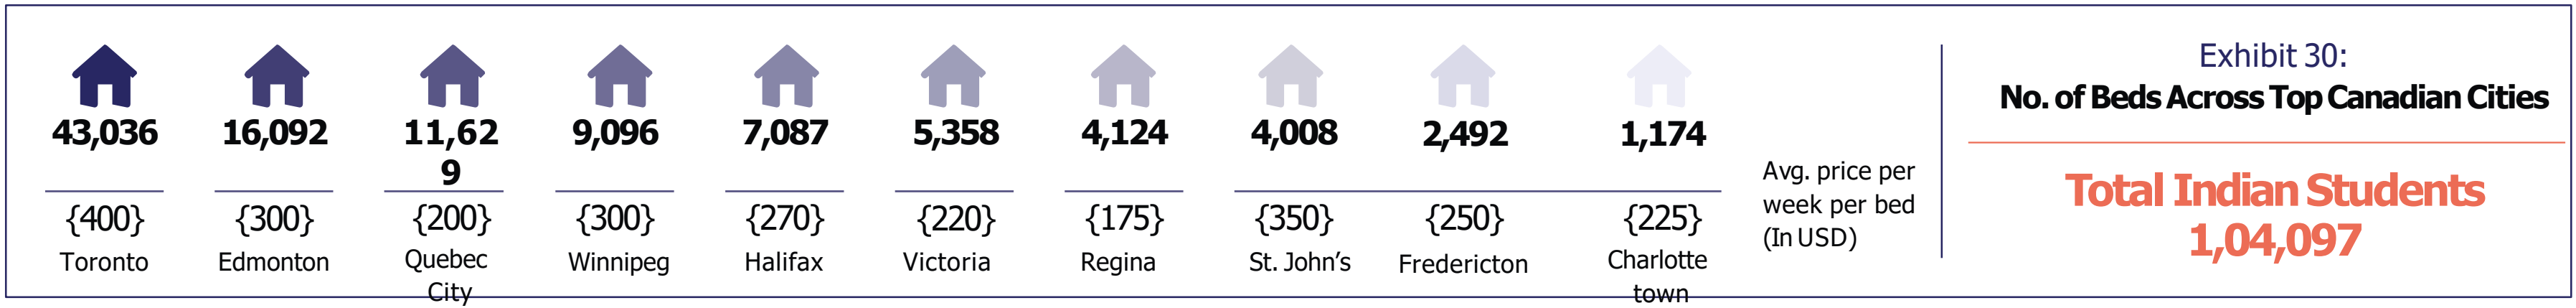 43,036
16,092
11,62
9
9,096
7,087
5,358
4,124
4,008
2,492
1,174
{400}
{300}
{200}
{300}
{270}
{220}
{175}
{350}
{250}
{225}
Toronto
Edmonton
Quebec
City
Winnipeg
Halifax
Victoria
Regina
St. John’s
Fredericton
Charlotte
town
Avg. price per
week per bed
(In USD)
Exhibit 30:
No. of Beds Across Top Canadian Cities
Total Indian Students
1,04,097